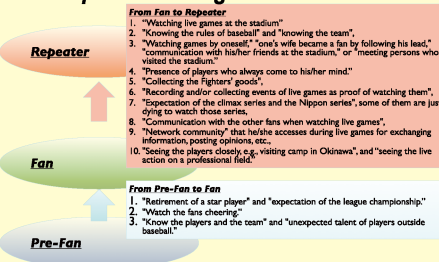 From Fan to Repeater
1. "Watching live games at the stadium"
2. "Knowing the rules of baseball" and "knowing the team",
3. "Watching games by oneself," "one's wife became a fan by following his lead,"
"communication with his/her friends at the stadium," or "meeting persons who
visited the stadium."
4. "Presence of players who always come to his/her mind."
5. "Collecting the Fighters' goods",
6. "Recording and/or collecting events of live games as proof of watching them",
7. "Expectation of the climax series and the Nippon series", some of them are just
dying to watch those series,
8. "Communication with the other fans when watching live games",
9. "Network community" that he/she accesses during live games for exchanging
information, posting opinions, etc.,
10. "Seeing the players closely, e.g., visiting camp in Okinawa", and "seeing the live
action on a professional field."
Repeater
Fan
From Pre-Fan to Fan
1. "Retirement of a star player" and "expectation of the league championship."
2. "Watch the fans cheering."
3. "Know the players and the team" and "unexpected talent of players outside
baseball."
Pre-Fan